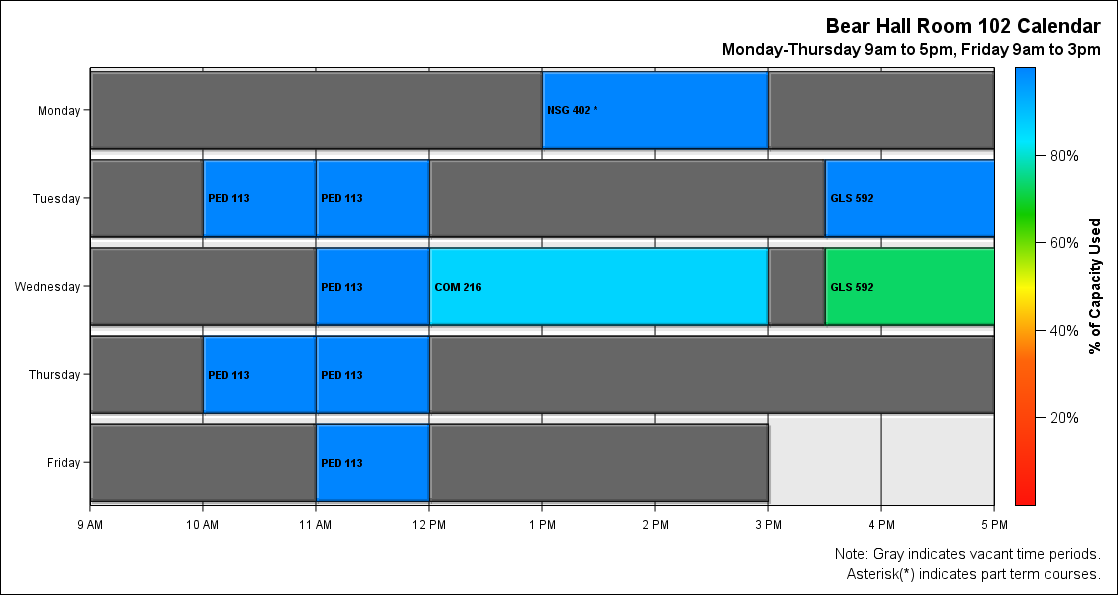 Bear Hall Room 102 Calendar
Monday-Thursday 9am to 5pm, Friday 9am to 3pm
Monday
NSG 402 *
80%
Tuesday
PED 113
PED 113
GLS 592
60%
Wednesday
PED 113
COM 216
GLS 592
% of Capacity Used
40%
Thursday
PED 113
PED 113
20%
Friday
PED 113
9 AM
10 AM
11 AM
12 PM
1 PM
2 PM
3 PM
4 PM
5 PM
Note: Gray indicates vacant time periods.
Asterisk(*) indicates part term courses.